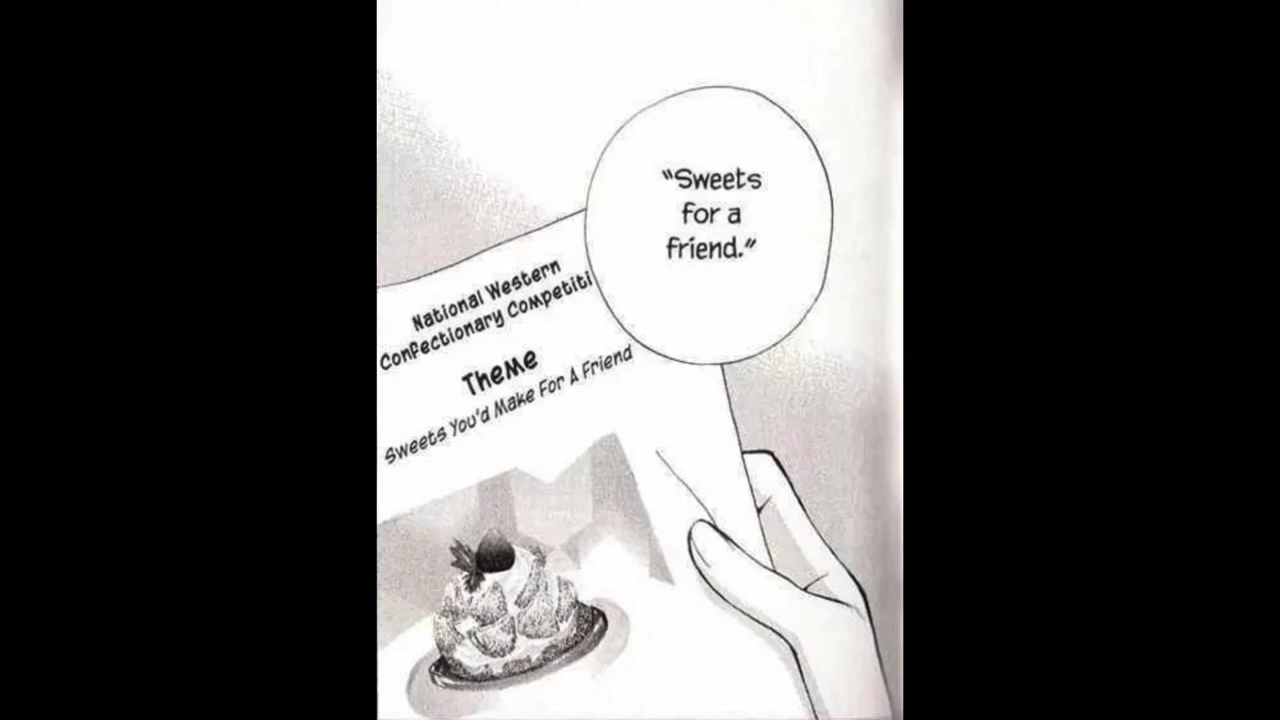 "Sweets
for a
friend."
National Western
Confectionary Competiti
Theme
Sweets You'd Make For A Friend